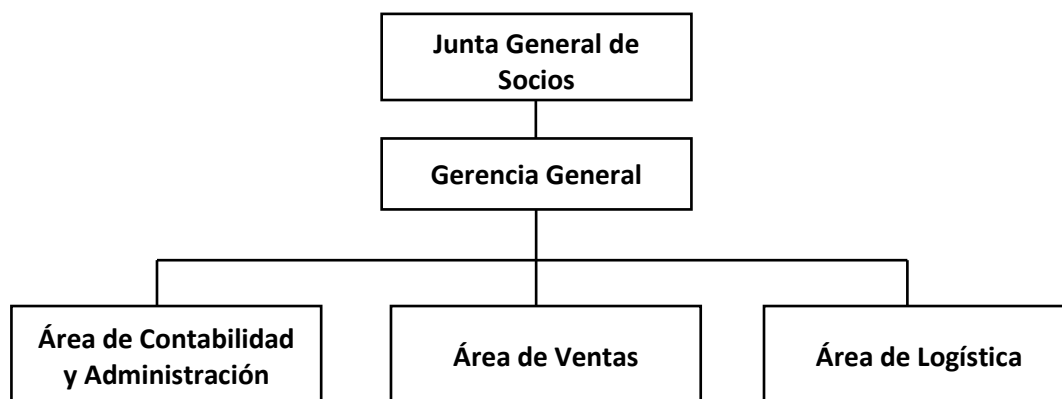 Junta General de
Socios
Gerencia General
Área de Contabilidad
y Administración
Área de Ventas
Área de Logística